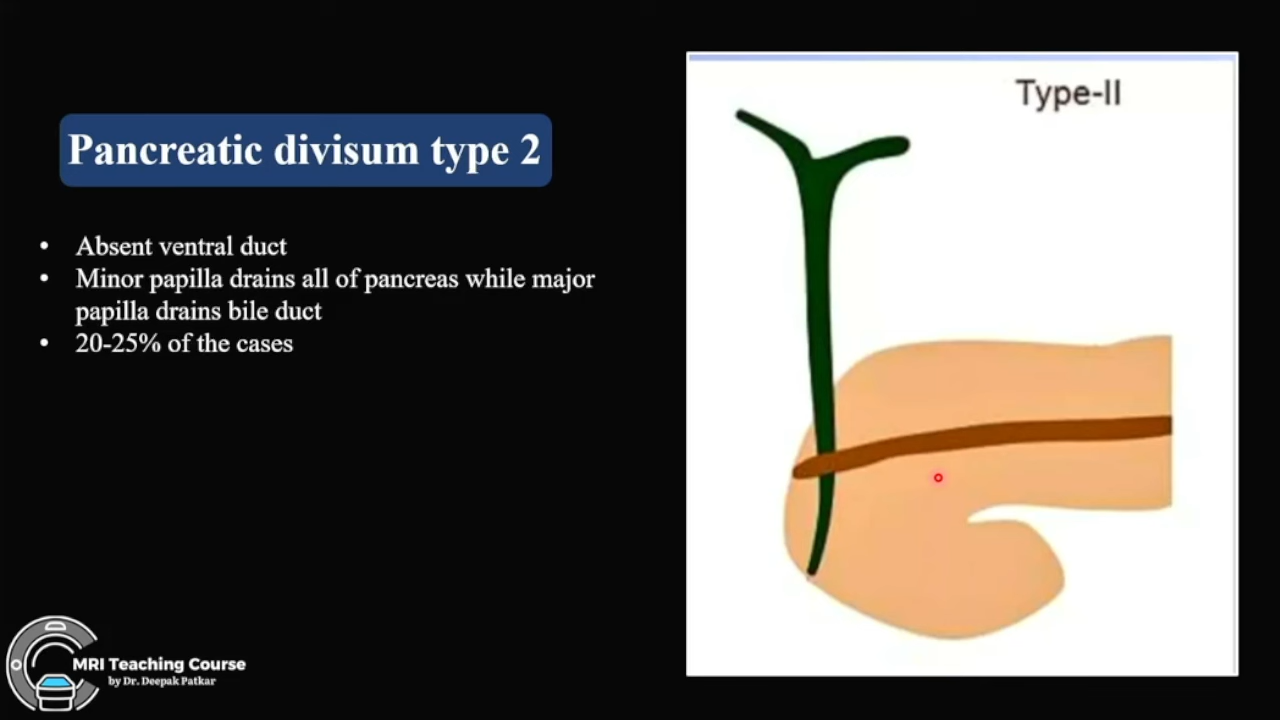 Type-II
Pancreatic divisum type 2
• Absent ventral duct
• Minor papilla drains all of pancreas while major
papilla drains bile duct
• 20-25% of the cases
MRI Teaching Course
by Dr. Deepak Patkar